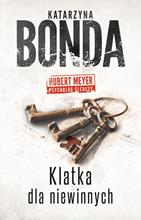 KATARZYNA
BONDA
HUBERT MEYER
PSYCHOLOG ŚLEDCZY
Klatka
dla niewinnych